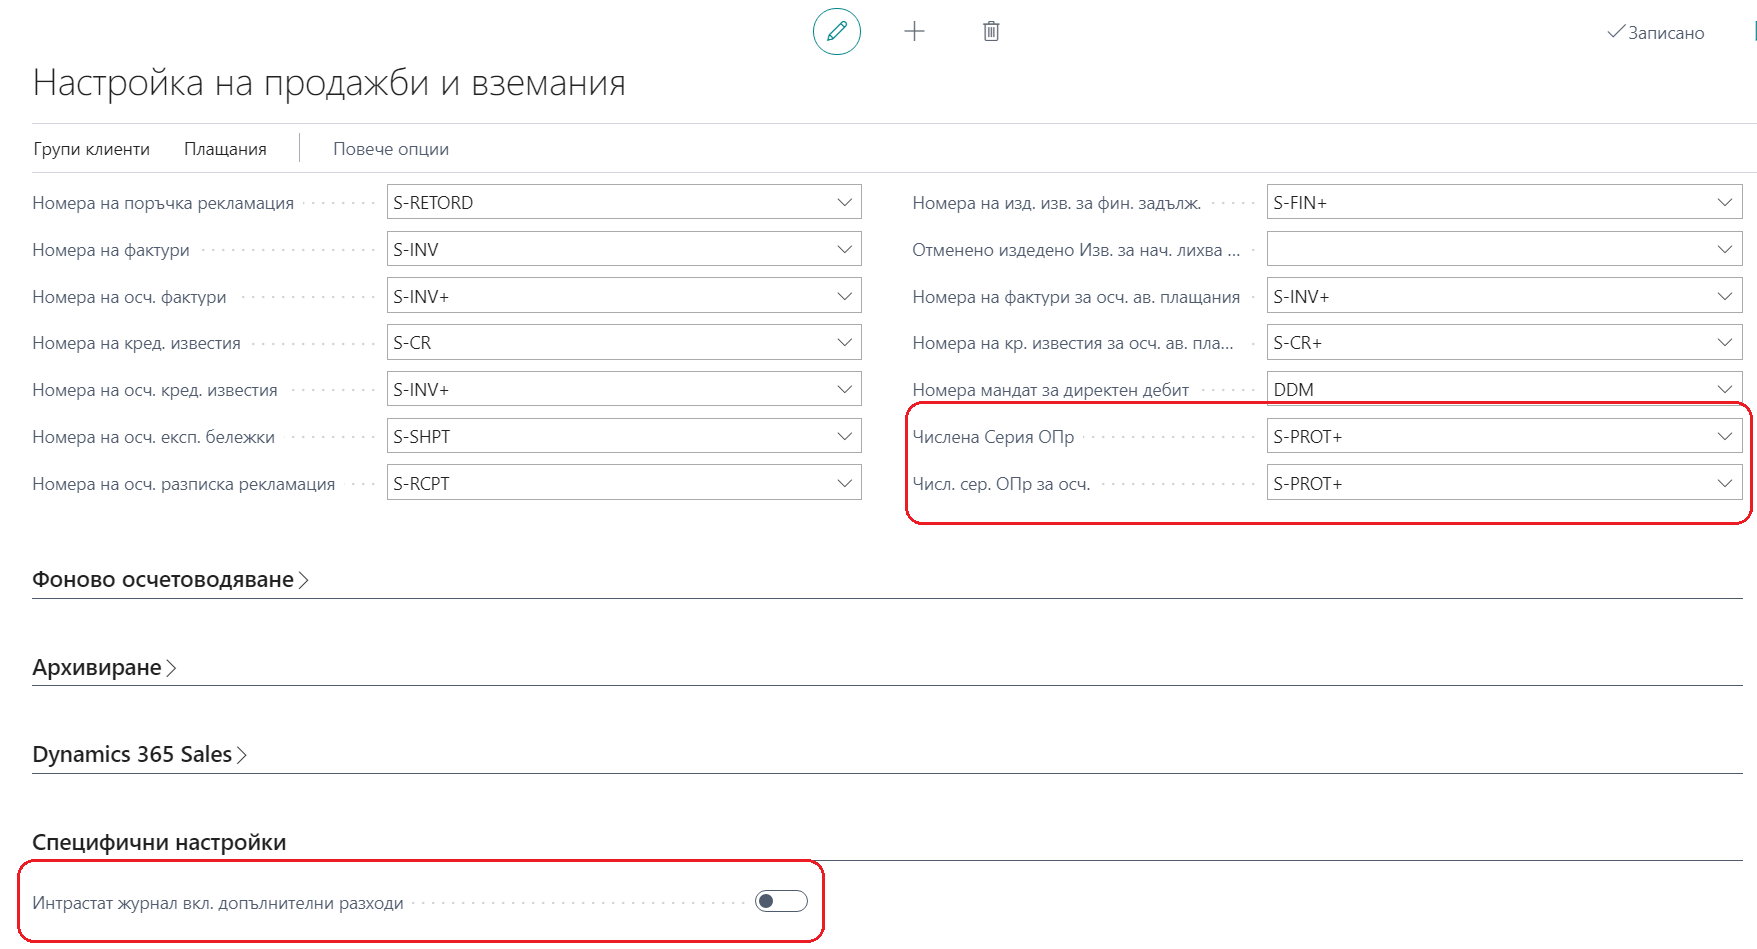 Записано
Настройка на продажби и вземания
Групи клиенти Плащания Повече опции
Номера на поръчка рекламация S-RETORD
Номера на фактури S-INV
Номера на осч. фактури S-INV+
Номера на кред. известия S-CR
Номера на осч. кред. известия S-INV+
Номера на осч. експ. бележки S-SHPT
Номера на осч. разписка рекламация S-RCPT
Номера на изд. изв. за фин. задълж. S-FIN+
Отменено издедено Изв. за нач. лихва ...
Номера на фактури за осч. ав. плащания S-INV+
Номера на кр. известия за осч. ав. пла... S-CR+
Номера мандат за директен дебит DDM
Числена Серия ОПр S-PROT+
Числ. сер. ОПр за осч. S-PROT+
Фоново осчетоводяване
Архивиране
Dynamics 365 Sales
Специфични настройки
Интрастат журнал вкл. допълнителни разходи